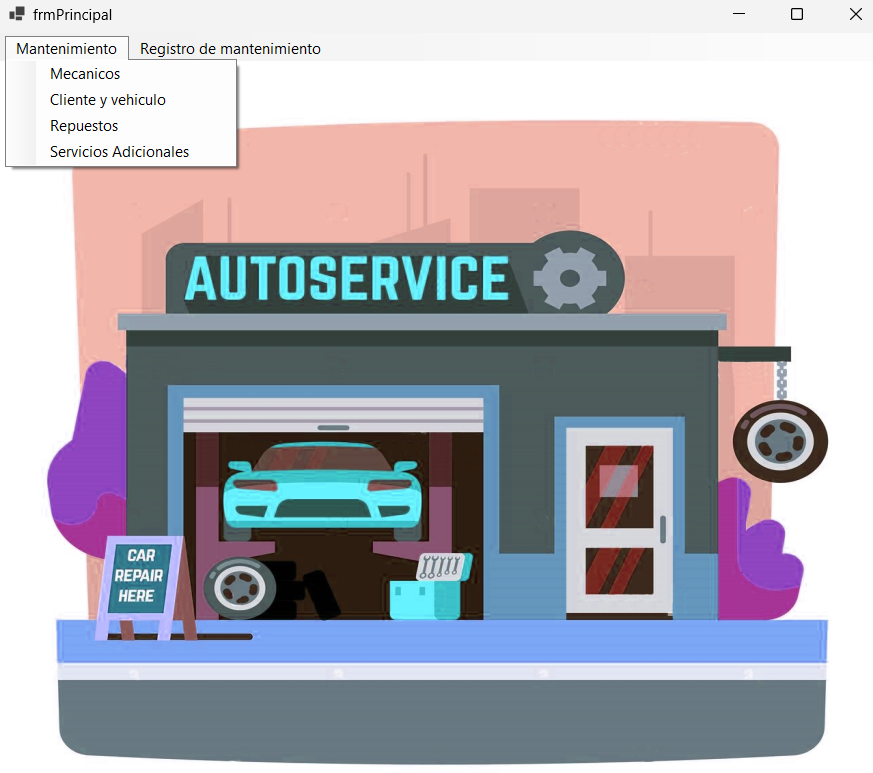 frmPrincipal
Mantenimiento Registro de mantenimiento
Mecanicos
Cliente y vehiculo
Repuestos
Servicios Adicionales
AUTOSERVICE
CAR
REPAIR
HERE